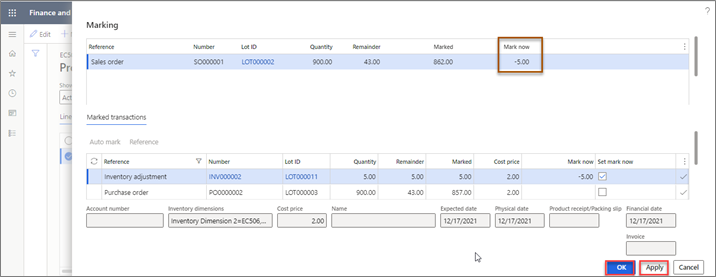 Finance and
?
Edit
Marking
EC50
Pro
Sho
Act
Line
Reference Number Lot ID Quantity Remainder Marked Mark now
Sales order SO000001 LOT000002 900.00 43.00 862.00 -5.00
Marked transactions
Auto mark Reference
Reference Number Lot ID Quantity Remainder Marked Cost price Mark now Set mark now
Inventory adjustment INV000002 LOT000011 5.00 5.00 5.00 2.00 -5.00
Purchase order PO0000002 LOT000003 900.00 43.00 857.00 2.00
Account number Inventory dimensions Cost price Name Expected date Physical date Product receipt/Packing slip Financial date
Inventory Dimension 2=EC506,... 2.00 12/17/2021 12/17/2021 12/17/2021
Invoice
OK Apply Cancel